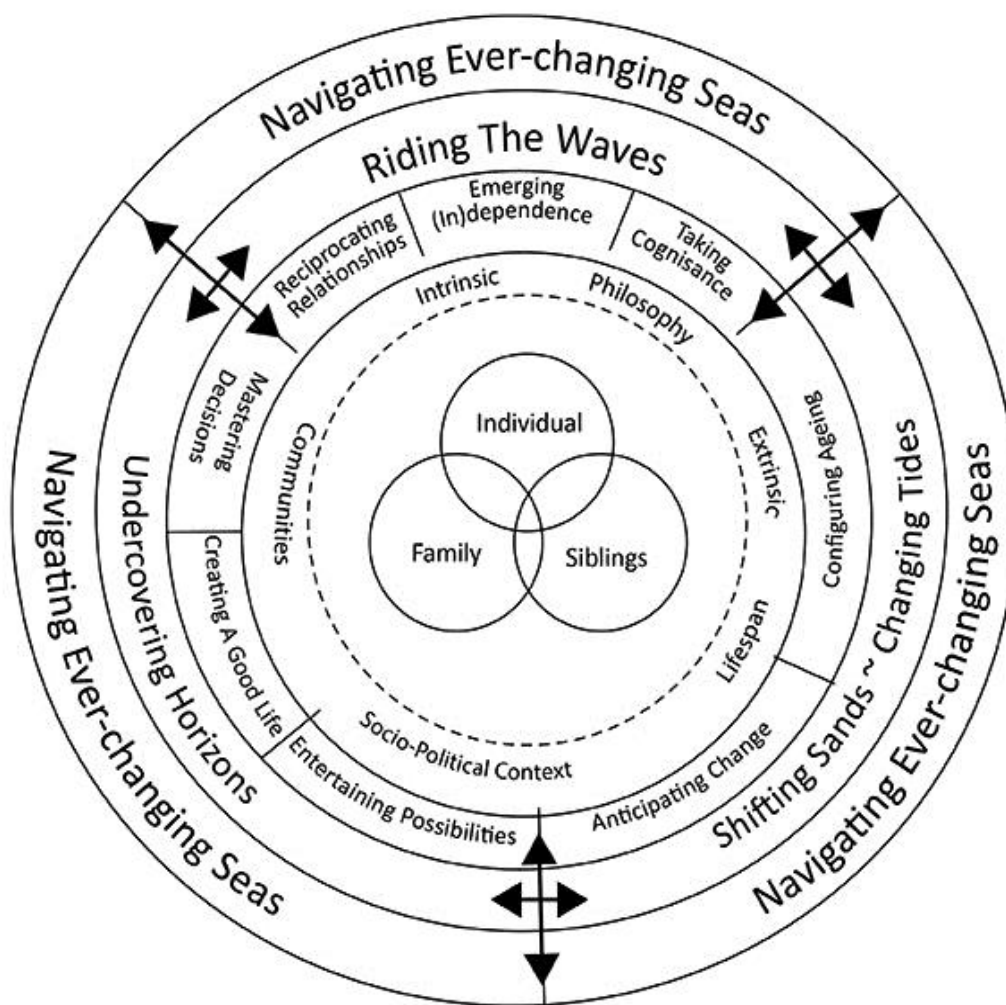 Navigating Ever-changing Seas
Riding The Waves
Emerging
(In)dependence
Reciprocating
Relationships
Taking
Cognisance
Intrinsic
Philosophy
Mastering
Decisions
Communities
Individual
Family
Siblings
Extrinsic
Configuring Ageing
Lifespan
Creating A Good Life
Socio-Political Context
Entertaining Possibilities
Anticipating Change
Undercovering Horizons
Shifting Sands ~ Changing Tides
Navigating Ever-changing Seas
Navigating Ever-changing Seas